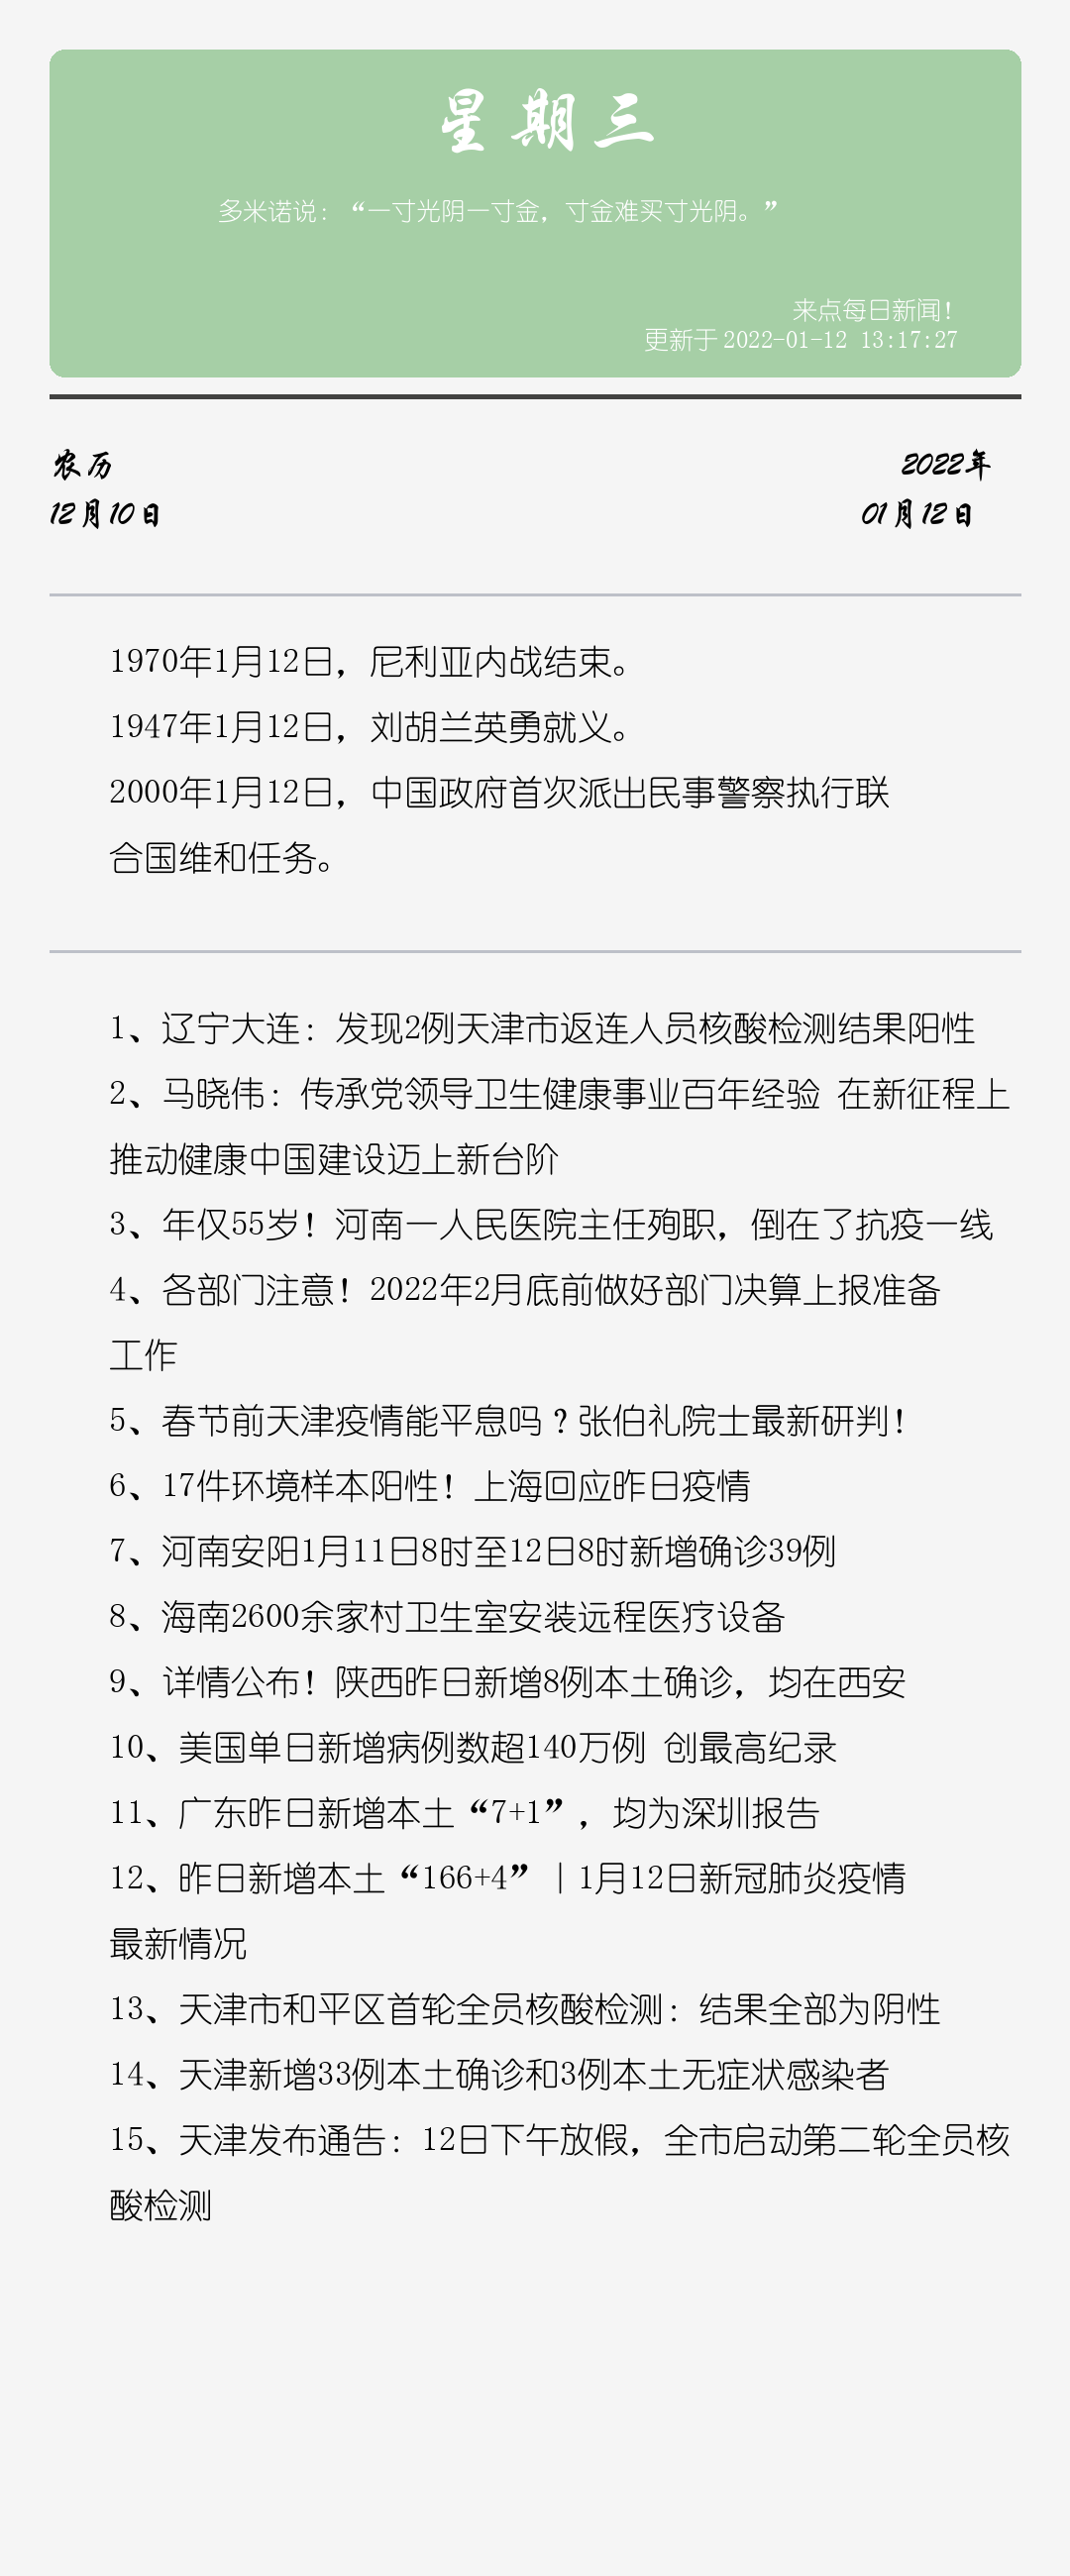 星期三
多米诺说：“一寸光阴一寸金，寸金难买寸光阴。”
来点每日新闻！
更新于2022-01-12 13:17:27
农历
2022年
12月10日
01月12日
1970年1月12日，尼利亚内战结束。
1947年1月12日，刘胡兰英勇就义。
2000年1月12日，中国政府首次派出民事警察执行联
合国维和任务。
1、辽宁大连：发现2例天津市返连人员核酸检测结果阳性
2、马晓伟：传承党领导卫生健康事业百年经验 在新征程上
推动健康中国建设迈上新台阶
3、年仅55岁！河南一人民医院主任殉职，倒在了抗疫一线
4、各部门注意！2022年2月底前做好部门决算上报准备
工作
5、春节前天津疫情能平息吗？张伯礼院士最新研判！
6、17件环境样本阳性！上海回应昨日疫情
7、河南安阳1月11日8时至12日8时新增确诊39例
8、海南2600余家村卫生室安装远程医疗设备
9、详情公布！陕西昨日新增8例本土确诊，均在西安
10、美国单日新增病例数超140万例 创最高纪录
11、广东昨日新增本土“7+1”，均为深圳报告
12、昨日新增本土“166+4”｜1月12日新冠肺炎疫情
最新情况
13、天津市和平区首轮全员核酸检测：结果全部为阴性
14、天津新增33例本土确诊和3例本土无症状感染者
15、天津发布通告：12日下午放假，全市启动第二轮全员核
酸检测